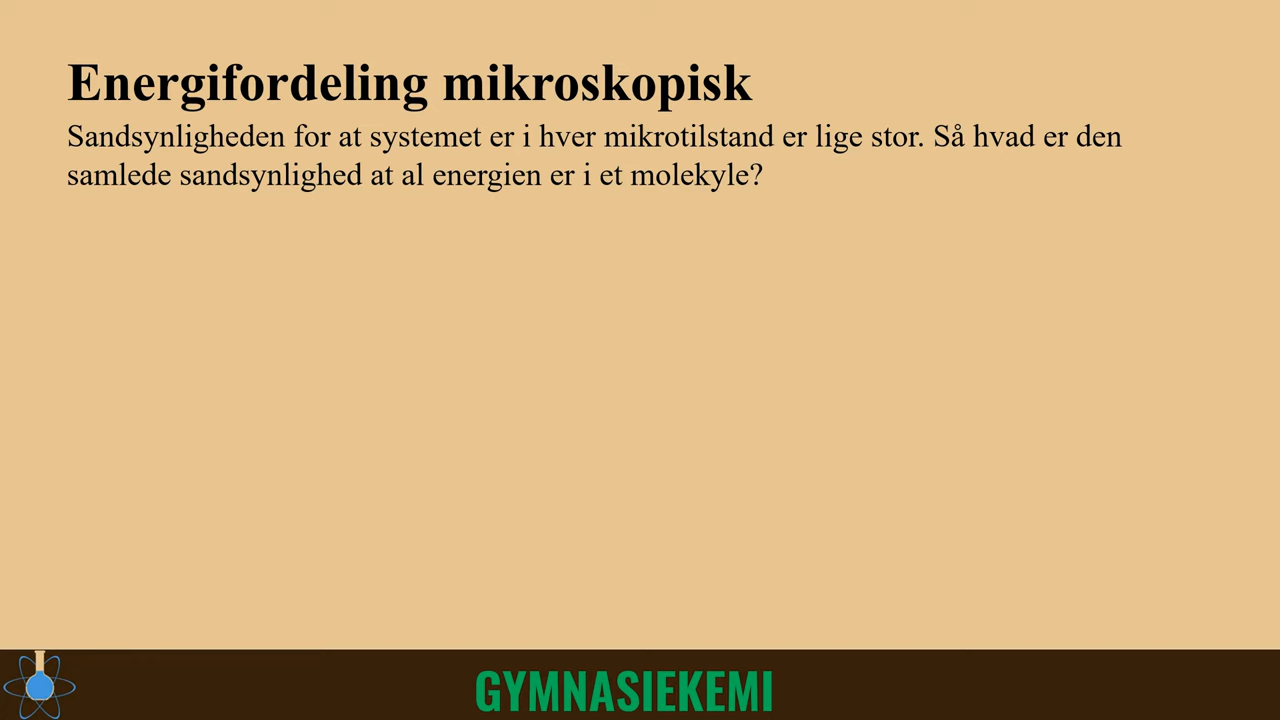 Energifordeling mikroskopisk
Sandsynligheden for at systemet er i hver mikrotilstand er lige stor. Så hvad er den
samlede sandsynlighed at al energien er i et molekyle?
GYMNASIEKEMI